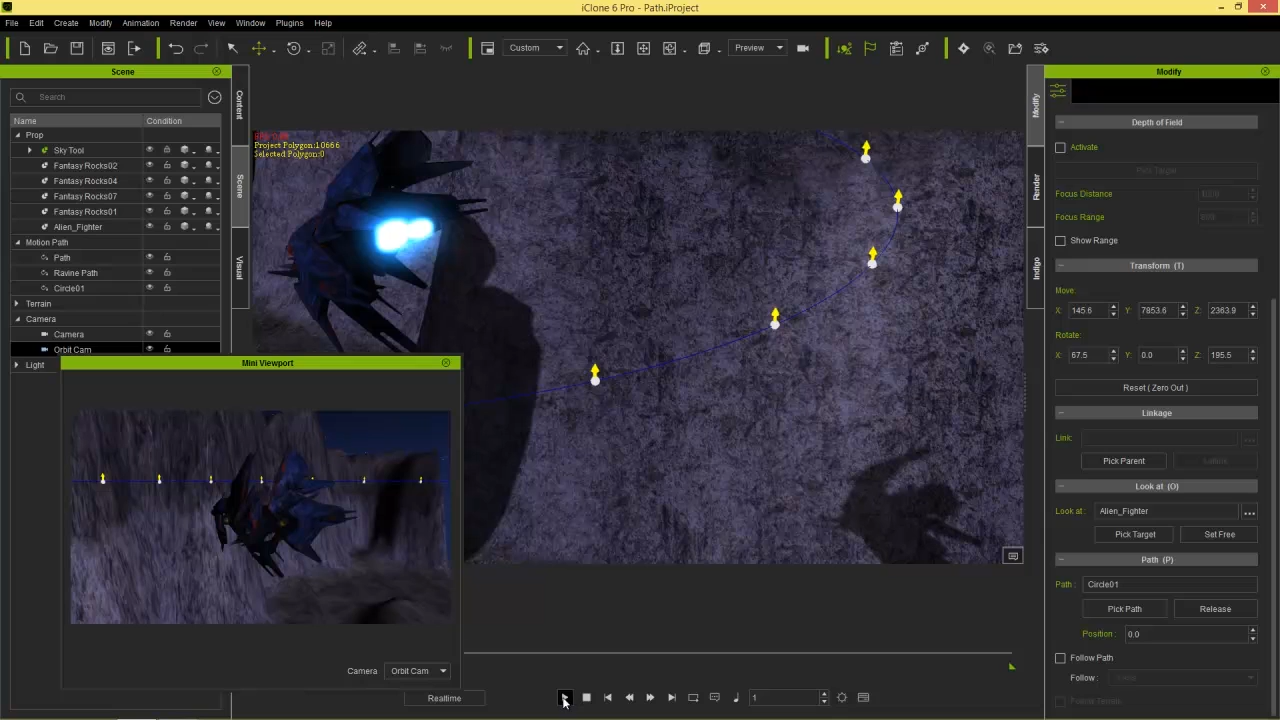 iClone 6 Pro - Path.iProject
File Edit Create Modify Animation Render View Window Plugins Help
Custom
Preview
Scene
Search
Name Condition
Prop
Sky Tool
Fantasy Rocks02
Fantasy Rocks04
Fantasy Rocks07
Fantasy Rocks01
Alien_Fighter
Motion Path
Path
Ravine Path
Circle01
Terrain
Camera
Camera
Orbit Cam
Light
Content
Scene
Visual
Project Polygon:10666
Selected Polygon:0
Mini Viewport
Camera Orbit Cam
Realtime
1
Modify
Render
Indigo
Modify
Depth of Field
Activate
Pick Target
Focus Distance
Focus Range
Show Range
Transform (T)
Move:
X: 145.6 Y: 7853.6 Z: 2363.9
Rotate:
X: 67.5 Y: 0.0 Z: 195.5
Reset ( Zero Out )
Linkage
Link:
Pick Parent
Look at (O)
Look at: Alien_Fighter ...
Pick Target Set Free
Path (P)
Path : Circle01
Pick Path Release
Position : 0.0
Follow Path
Follow :